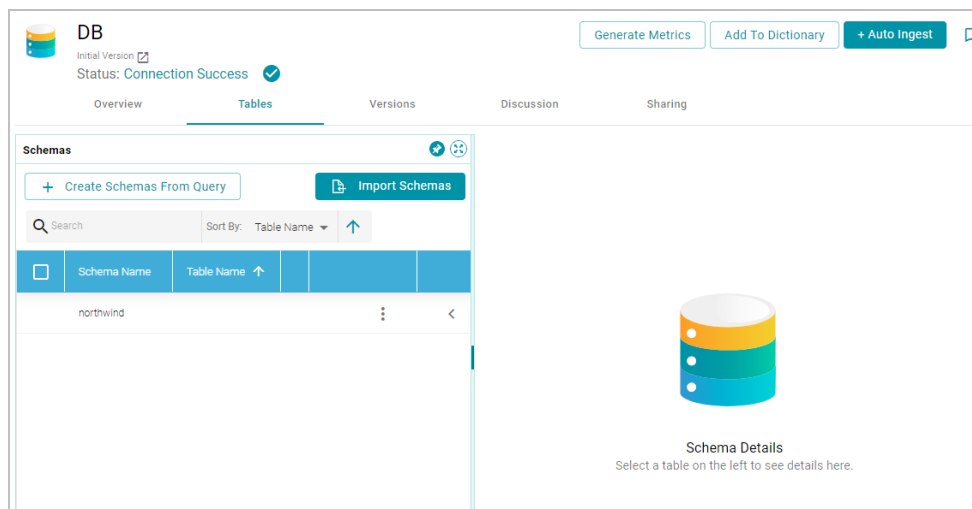 DB
Initial Version
Status: Connection Success
Generate Metrics
Add To Dictionary
+ Auto Ingest
Overview
Tables
Versions
Discussion
Sharing
Schemas
+ Create Schemas From Query
Import Schemas
Search
Sort By: Table Name
Schema Name
Table Name
northwind
Schema Details
Select a table on the left to see details here.